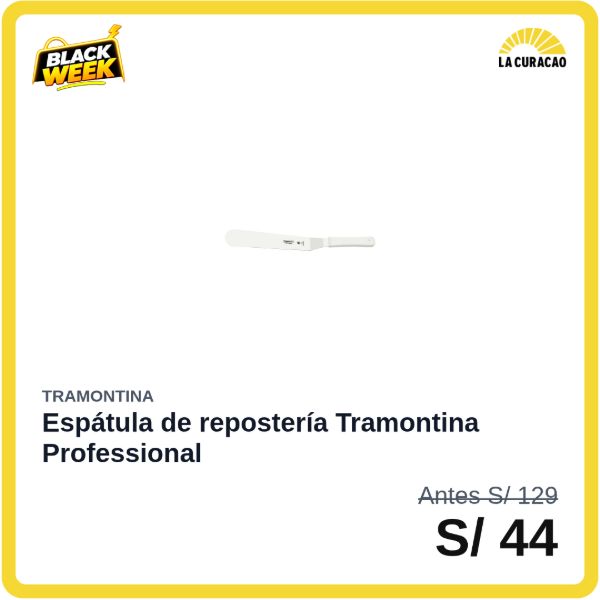 BLACK
WEEK
LA CURACAO
TRAMONTINA
Espátula de repostería Tramontina
Professional
Antes S/ 129
S/ 44